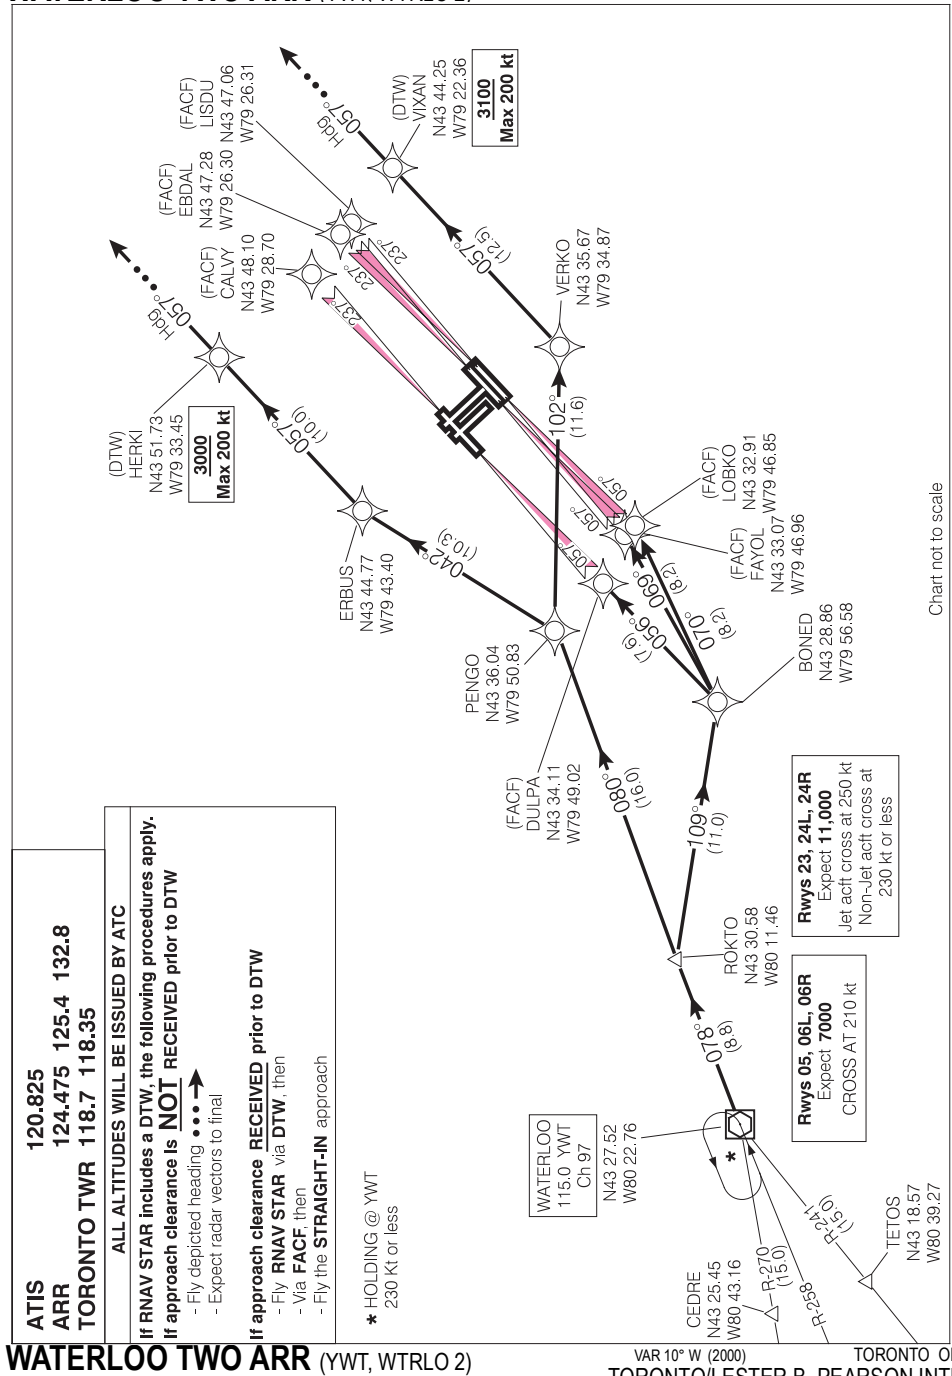 ATIS 120.825
ARR 124.475 125.4 132.8
TORONTO TWR 118.7 118.35
ALL ALTITUDES WILL BE ISSUED BY ATC
If RNAV STAR includes a DTW, the following procedures apply.
If approach clearance is NOT RECEIVED prior to DTW
- Fly depicted heading
- Expect radar vectors to final
If approach clearance RECEIVED prior to DTW
- Fly RNAV STAR via DTW, then
- Via FACF, then
- Fly the STRAIGHT-IN approach
* HOLDING @ YWT
230 Kt or less
(DTW)
HERKI
N43 51.73
W79 33.45
3000
Max 200 kt
Hdg 057°
057°
(10.0)
ERBUS
N43 44.77
W79 43.40
042°
(10.3)
PENGO
N43 36.04
W79 50.83
(FACF)
CALVY
N43 48.10
W79 28.70
(FACF)
EBDAL
N43 47.28
W79 26.30
(FACF)
LISDU
N43 47.06
W79 26.31
237°
237°
237°
(DTW)
VIXAN
N43 44.25
W79 22.36
3100
Max 200 kt
Hdg 057°
057°
(12.5)
VERKO
N43 35.67
W79 34.87
102°
(11.6)
057°
057°
057°
(FACF)
DULPA
N43 34.11
W79 49.02
(FACF)
LOBKO
N43 32.91
W79 46.85
(FACF)
FAYOL
N43 33.07
W79 46.96
056°
(7.6)
069°
(8.2)
070°
(8.2)
BONED
N43 28.86
W79 56.58
080°
(16.0)
109°
(11.0)
ROKTO
N43 30.58
W80 11.46
078°
(8.8)
Rwys 23, 24L, 24R
Expect 11,000
Jet acft cross at 250 kt
Non-Jet acft cross at
230 kt or less
Rwys 05, 06L, 06R
Expect 7000
CROSS AT 210 kt
WATERLOO
115.0 YWT
Ch 97
N43 27.52
W80 22.76
*
CEDRE
N43 25.45
W80 43.16
R-270
(15.0)
R-258
R-241
(15.0)
TETOS
N43 18.57
W80 39.27
Chart not to scale
WATERLOO TWO ARR (YWT, WTRLO 2)
VAR 10° W (2000)
TORONTO